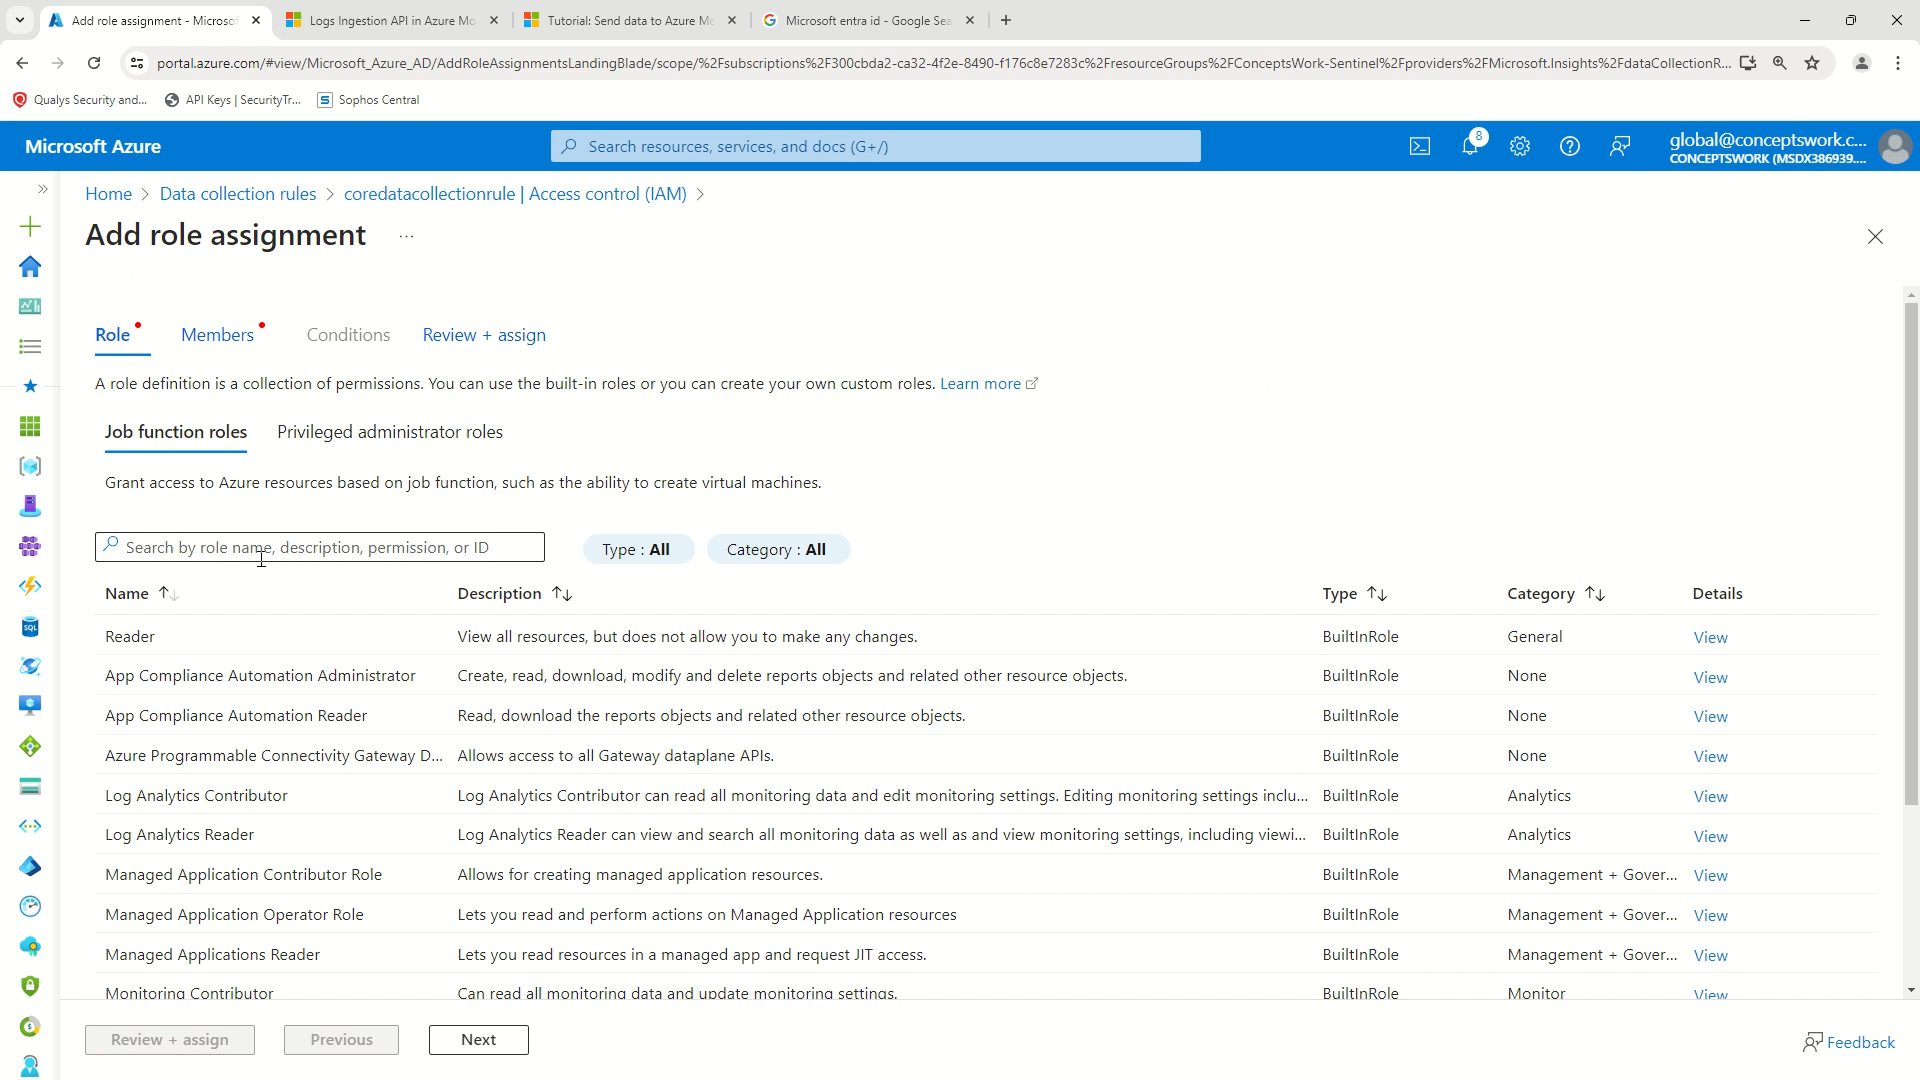 Add role assignment - Microsof
Logs Ingestion API in Azure Mo
Tutorial: Send data to Azure Mo
Microsoft entra id - Google Sea
portal.azure.com/#view/Microsoft_Azure_AD/AddRoleAssignmentsLandingBlade/scope/%2Fsubscriptions%2F300cbda2-ca32-4f2e-8490-f176c8e7283c%2FresourceGroups%2FConceptsWork-Sentinel%2Fproviders%2FMicrosoft.Insights%2FdataCollectionR...
Qualys Security and...
API Keys | SecurityTr...
Sophos Central
Microsoft Azure
Search resources, services, and docs (G+/)
8
global@conceptswork.c...
CONCEPTSWORK (MSDX386939....
Home > Data collection rules > coredatacollectionrule | Access control (IAM) >
Add role assignment ...
Role Members Conditions Review + assign
A role definition is a collection of permissions. You can use the built-in roles or you can create your own custom roles. Learn more
Job function roles Privileged administrator roles
Grant access to Azure resources based on job function, such as the ability to create virtual machines.
Search by role name, description, permission, or ID
Type : All
Category : All
Name Description Type Category Details
Reader View all resources, but does not allow you to make any changes. BuiltInRole General View
App Compliance Automation Administrator Create, read, download, modify and delete reports objects and related other resource objects. BuiltInRole None View
App Compliance Automation Reader Read, download the reports objects and related other resource objects. BuiltInRole None View
Azure Programmable Connectivity Gateway D... Allows access to all Gateway dataplane APIs. BuiltInRole None View
Log Analytics Contributor Log Analytics Contributor can read all monitoring data and edit monitoring settings. Editing monitoring settings inclu... BuiltInRole Analytics View
Log Analytics Reader Log Analytics Reader can view and search all monitoring data as well as and view monitoring settings, including viewi... BuiltInRole Analytics View
Managed Application Contributor Role Allows for creating managed application resources. BuiltInRole Management + Gover... View
Managed Application Operator Role Lets you read and perform actions on Managed Application resources BuiltInRole Management + Gover... View
Managed Applications Reader Lets you read resources in a managed app and request JIT access. BuiltInRole Management + Gover... View
Monitoring Contributor Can read all monitoring data and update monitoring settings. BuiltInRole Monitor View
Review + assign Previous Next
Feedback
SQL